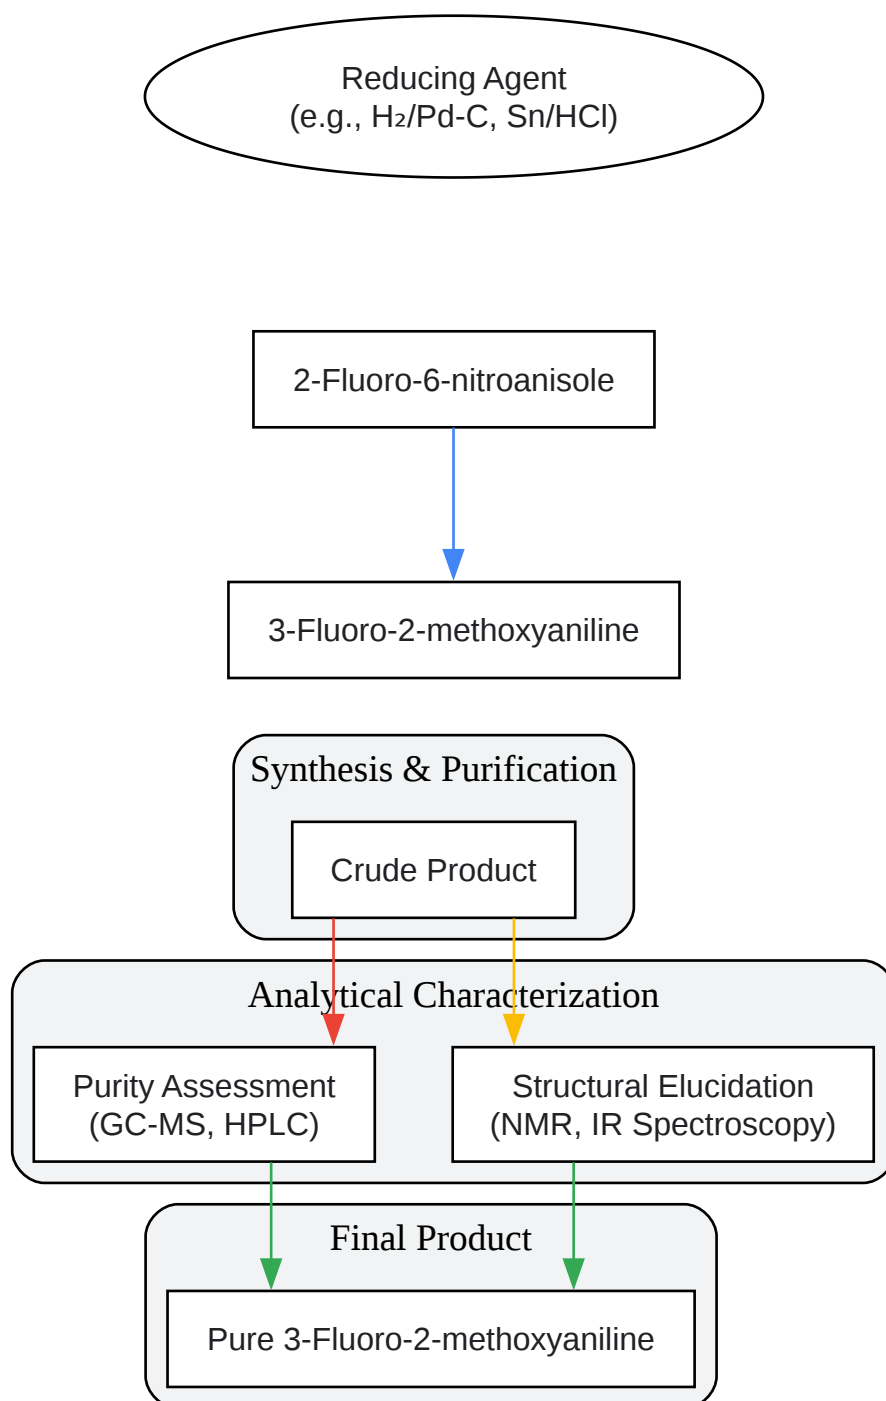 Reducing Agent
(e.g., H₂/Pd-C, Sn/HCl)
2-Fluoro-6-nitroanisole
3-Fluoro-2-methoxyaniline
Synthesis & Purification
Crude Product
Analytical Characterization
Purity Assessment
(GC-MS, HPLC)
Structural Elucidation
(NMR, IR Spectroscopy)
Final Product
Pure 3-Fluoro-2-methoxyaniline